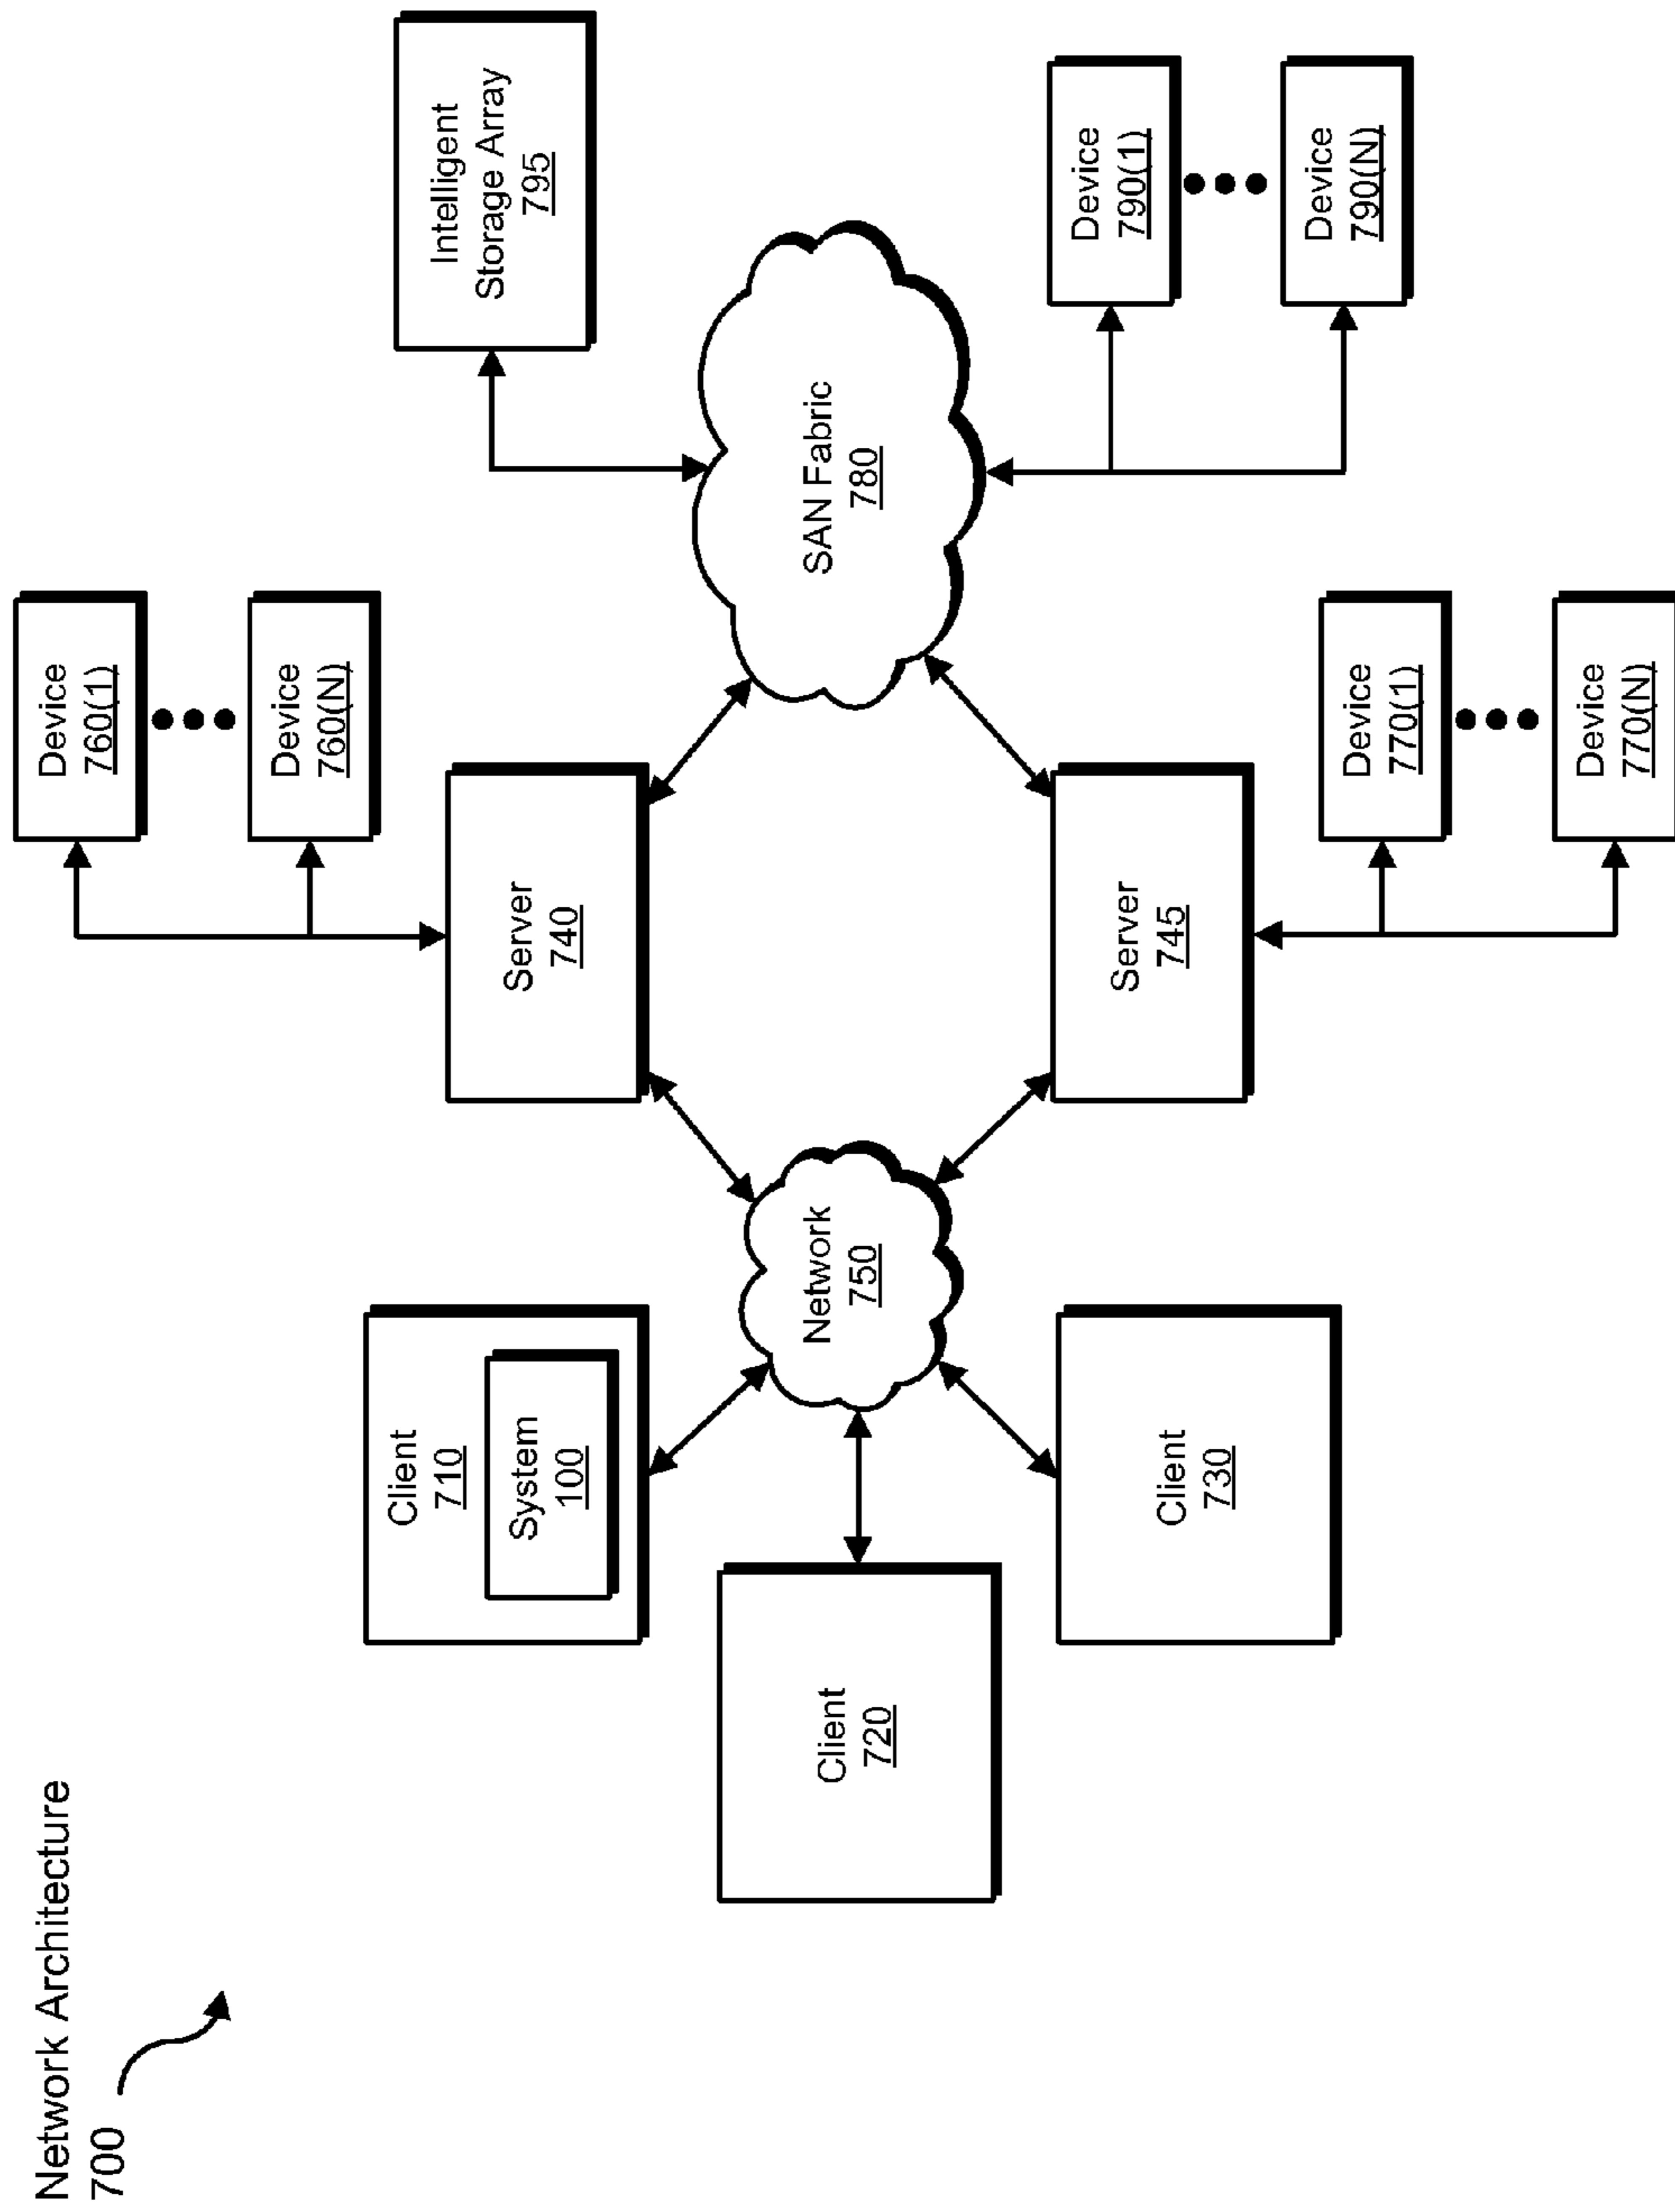 Network Architecture
700
Client
710
System
100
Client
720
Client
730
Network
750
Server
740
Server
745
Device
760(1)
Device
760(N)
Device
770(1)
Device
770(N)
SAN Fabric
780
Intelligent
Storage Array
795
Device
790(1)
Device
790(N)